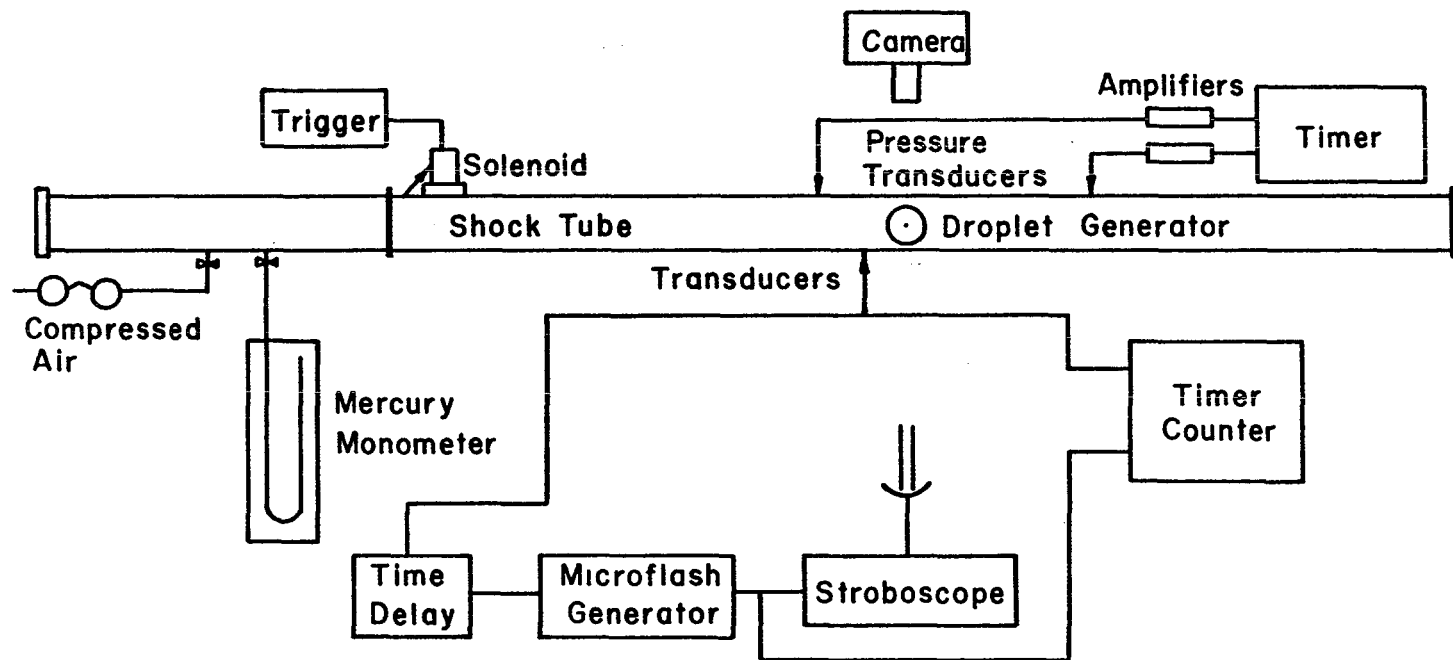 Camera
Trigger
Solenoid
Amplifiers
Timer
Pressure
Transducers
Shock Tube
Droplet Generator
Transducers
Compressed
Air
Mercury
Monometer
Timer
Counter
Time
Delay
Microflash
Generator
Stroboscope